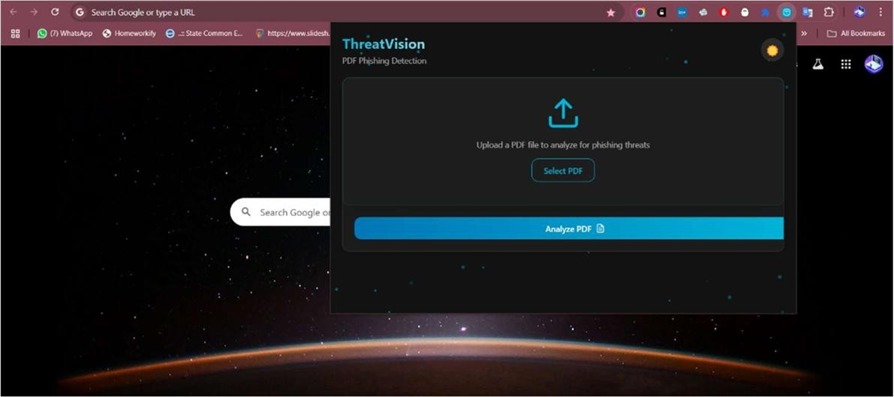 Search Google or type a URL
(7) WhatsApp
Homeworkify
..: State Common E...
https://www.slidesh.
»
All Bookmarks
ThreatVision
PDF Phishing Detection
Upload a PDF file to analyze for phishing threats
Select PDF
Search Google or
Analyze PDF